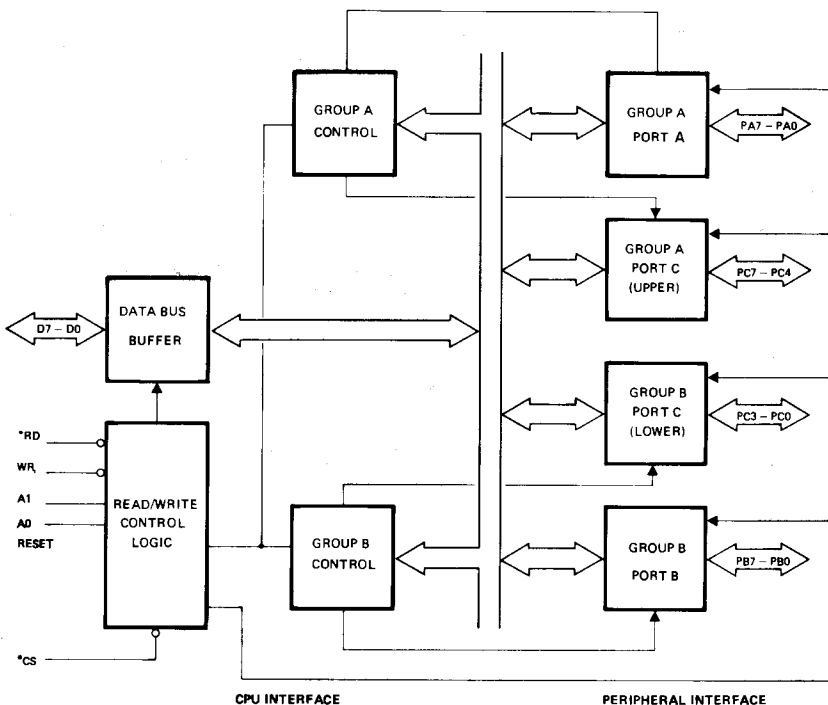 GROUP A
CONTROL
GROUP A
PORT A
PA7 – PA0
GROUP A
PORT C
(UPPER)
PC7 – PC4
D7 – D0
DATA BUS
BUFFER
GROUP B
PORT C
(LOWER)
PC3 – PC0
*RD
WR,
A1
A0
RESET
READ/WRITE
CONTROL
LOGIC
GROUP B
CONTROL
GROUP B
PORT B
PB7 – PB0
*CS
CPU INTERFACE
PERIPHERAL INTERFACE